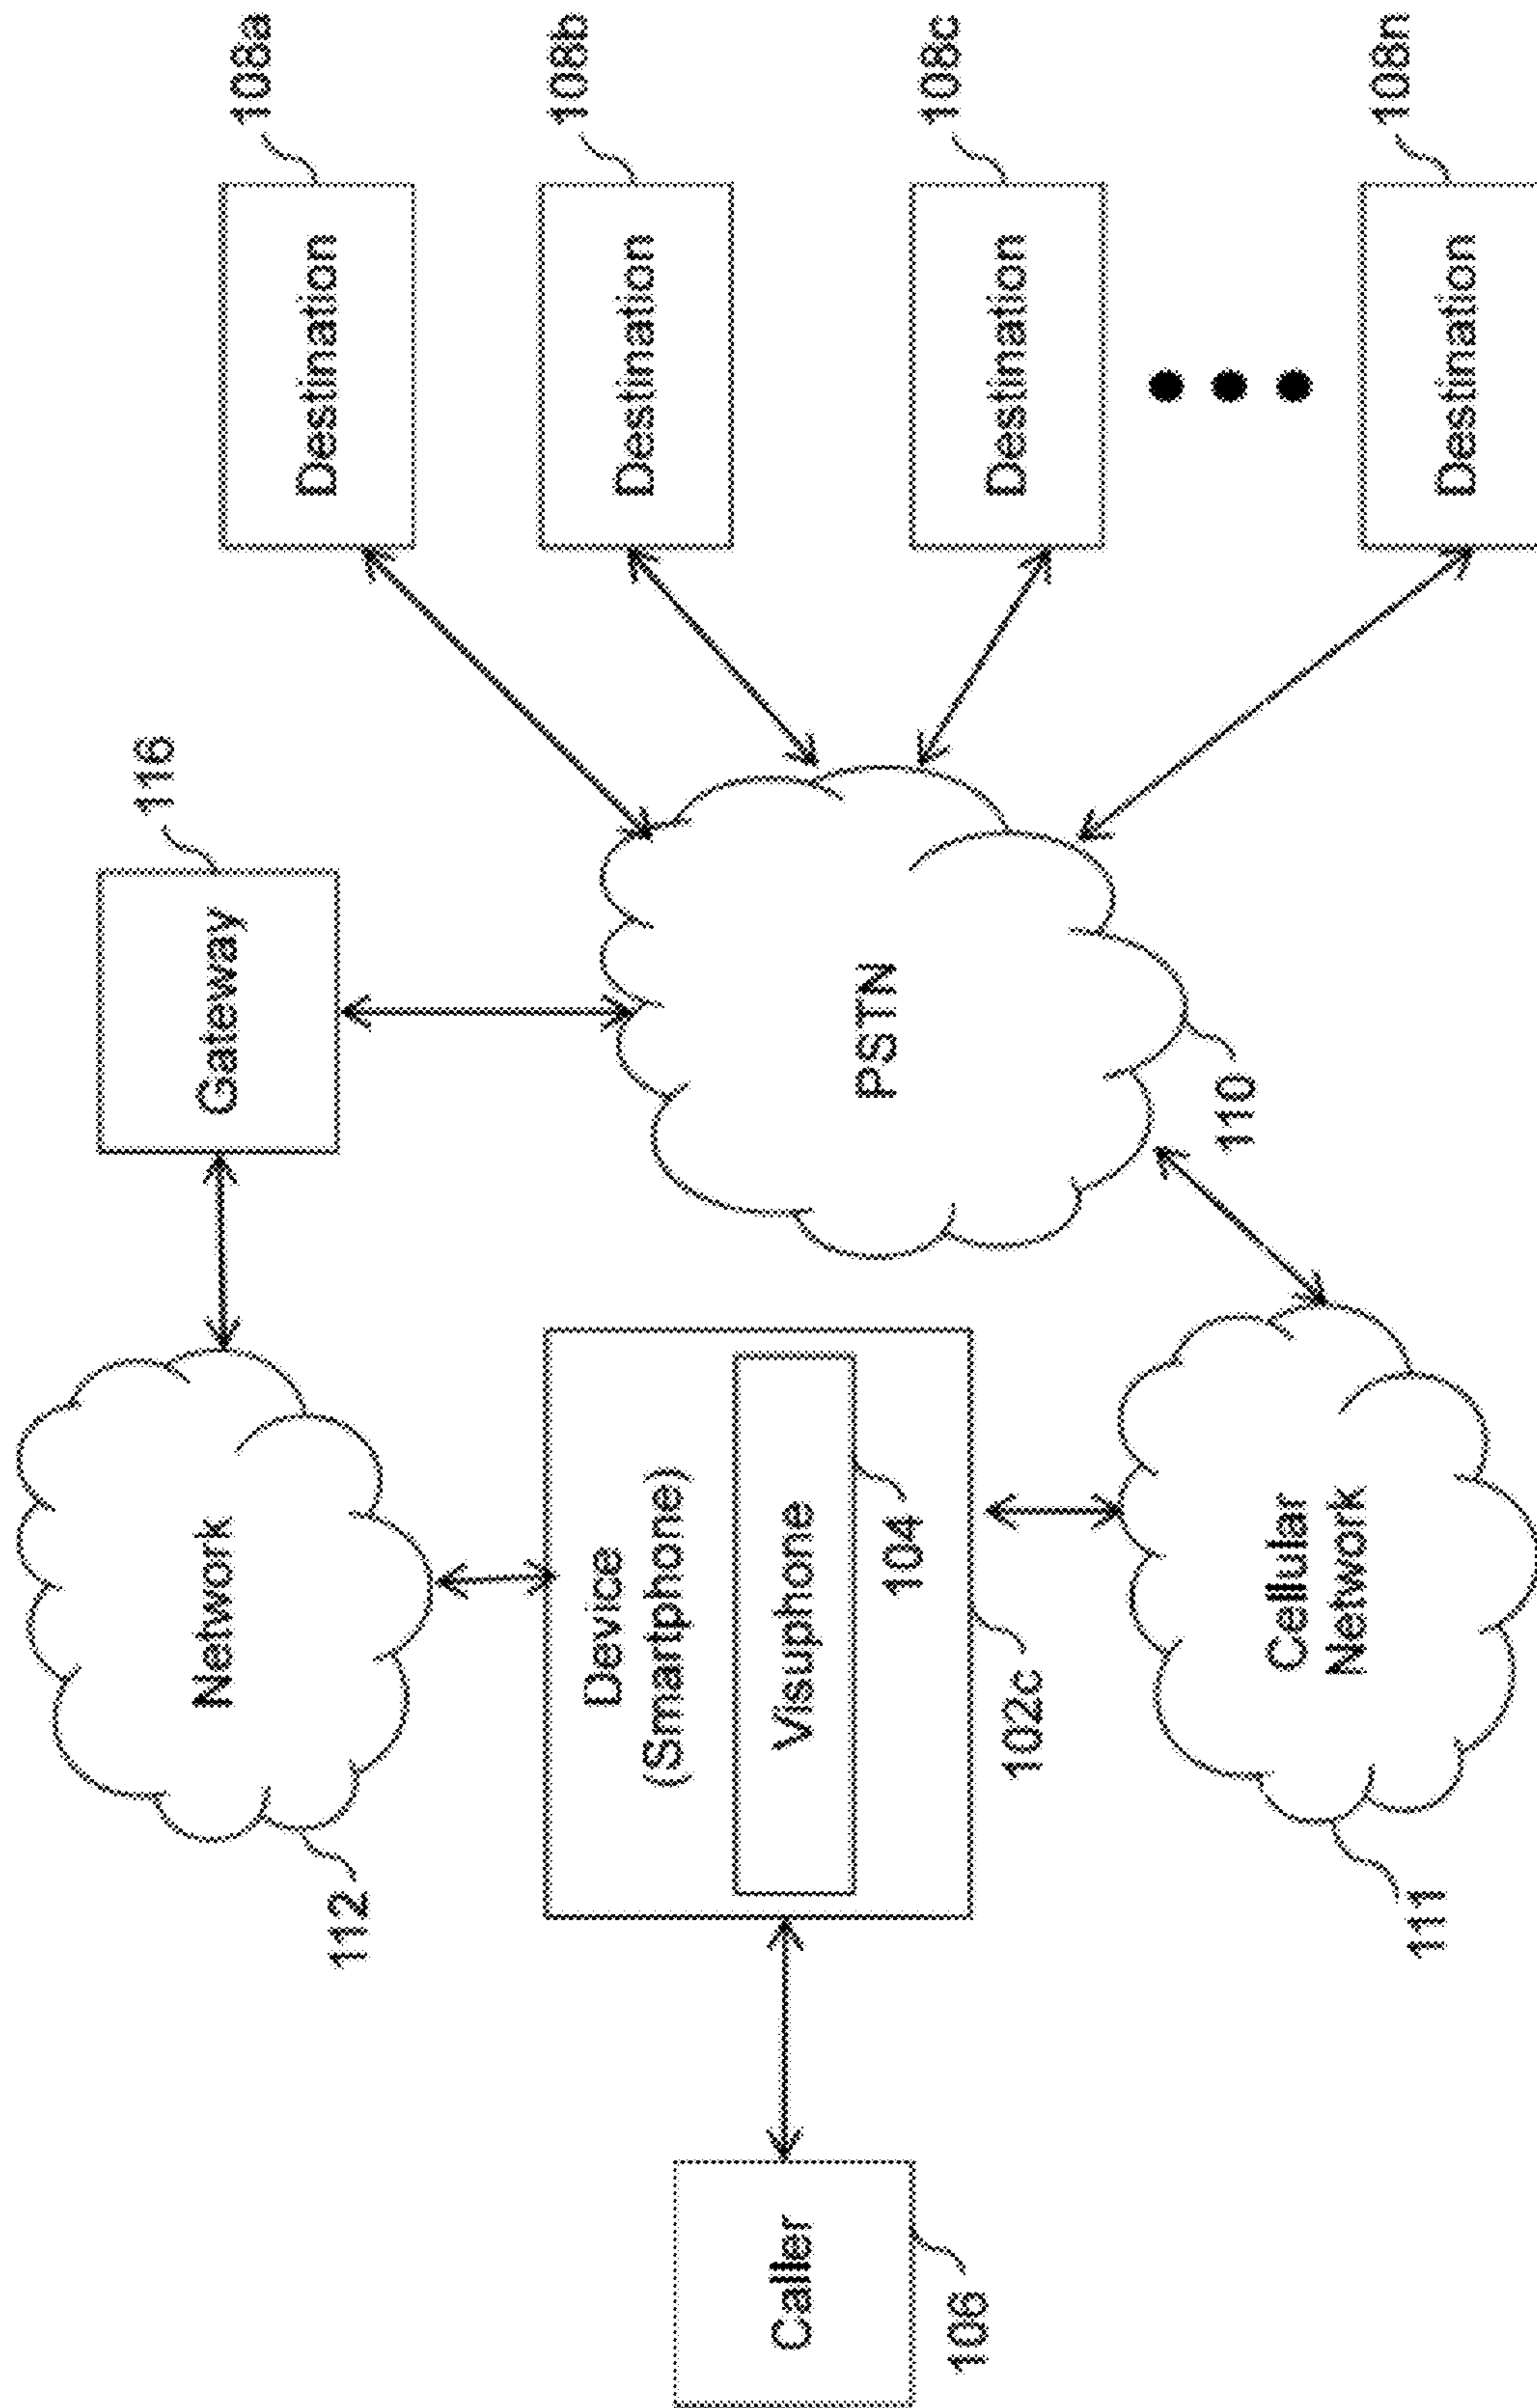 Network
112
Gateway
116
Destination
108a
Destination
108b
Destination
108c
Destination
108n
Caller
106
Device
(Smartphone)
Visuphone
104
102c
PSTN
110
Cellular
Network
111